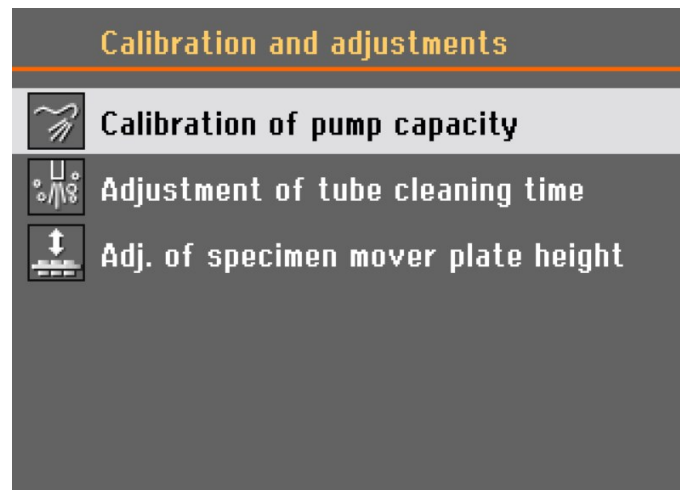 Calibration and adjustments
Calibration of pump capacity
Adjustment of tube cleaning time
Adj. of specimen mover plate height